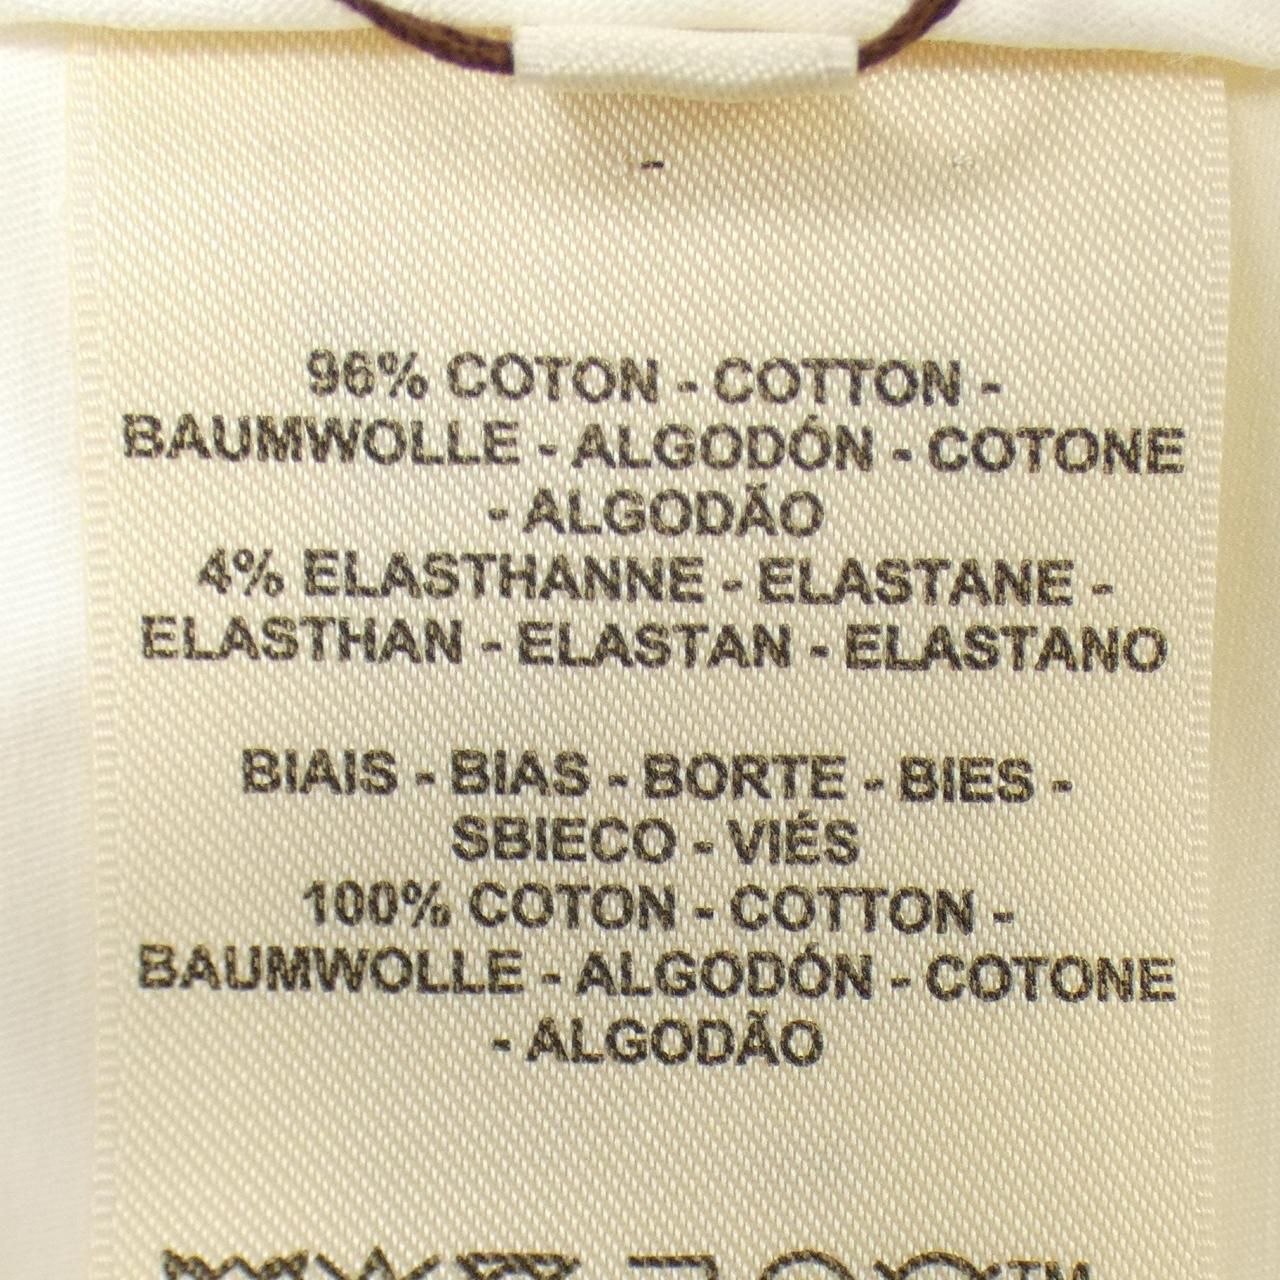 -
96% COTON - COTTON -
BAUMWOLLE - ALGODÓN - COTONE
- ALGODÃO
4% ELASTHANNE - ELASTANE -
ELASTHAN - ELASTAN - ELASTANO
BIAIS - BIAS - BORTE - BIES -
SBIECO - VIÉS
100% COTON - COTTON -
BAUMWOLLE - ALGODÓN - COTONE
- ALGODÃO